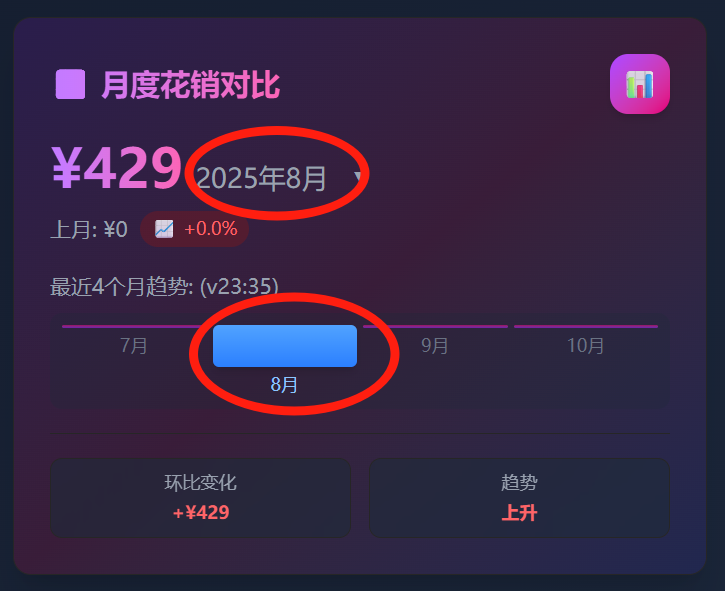 月度花销对比
¥429 2025年8月
上月: ¥0 +0.0%
最近4个月趋势: (v23:35)
7月 8月 9月 10月
环比变化 趋势
+¥429 上升